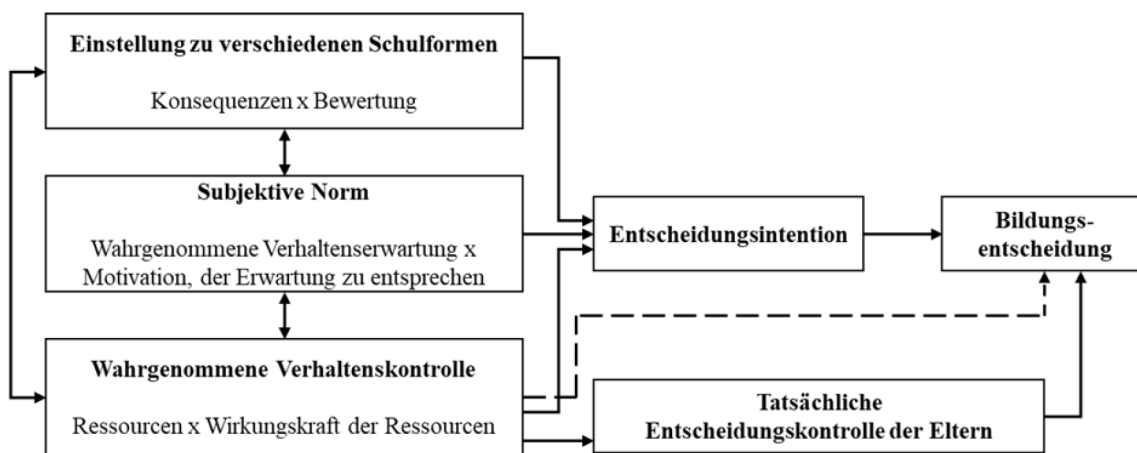 Einstellung zu verschiedenen Schulformen
Konsequenzen x Bewertung
Subjektive Norm
Wahrgenommene Verhaltenserwartung x
Motivation, der Erwartung zu entsprechen
Wahrgenommene Verhaltenskontrolle
Ressourcen x Wirkungskraft der Ressourcen
Entscheidungsintention
Bildungs-
entscheidung
Tatsächliche
Entscheidungskontrolle der Eltern